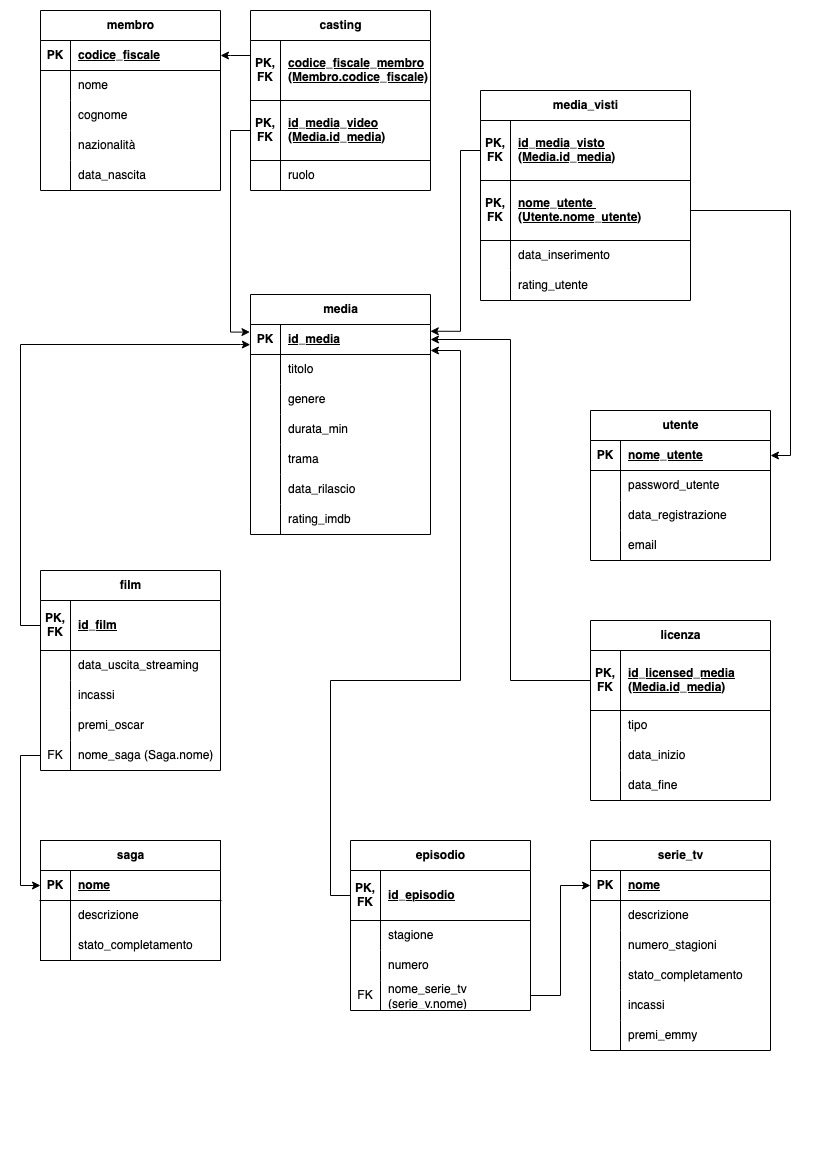 membro
PK codice_fiscale
nome
cognome
nazionalità
data_nascita
casting
PK,
FK
codice_fiscale_membro
(Membro.codice_fiscale)
PK,
FK
id_media_video
(Media.id_media)
ruolo
media_visti
PK,
FK
id_media_visto
(Media.id_media)
PK,
FK
nome_utente
(Utente.nome_utente)
data_inserimento
rating_utente
media
PK id_media
titolo
genere
durata_min
trama
data_rilascio
rating_imdb
utente
PK nome_utente
password_utente
data_registrazione
email
film
PK,
FK
id_film
data_uscita_streaming
incassi
premi_oscar
FK nome_saga (Saga.nome)
licenza
PK,
FK
id_licensed_media
(Media.id_media)
tipo
data_inizio
data_fine
saga
PK nome
descrizione
stato_completamento
episodio
PK,
FK
id_episodio
stagione
numero
FK
nome_serie_tv
(serie_v.nome)
serie_tv
PK nome
descrizione
numero_stagioni
stato_completamento
incassi
premi_emmy